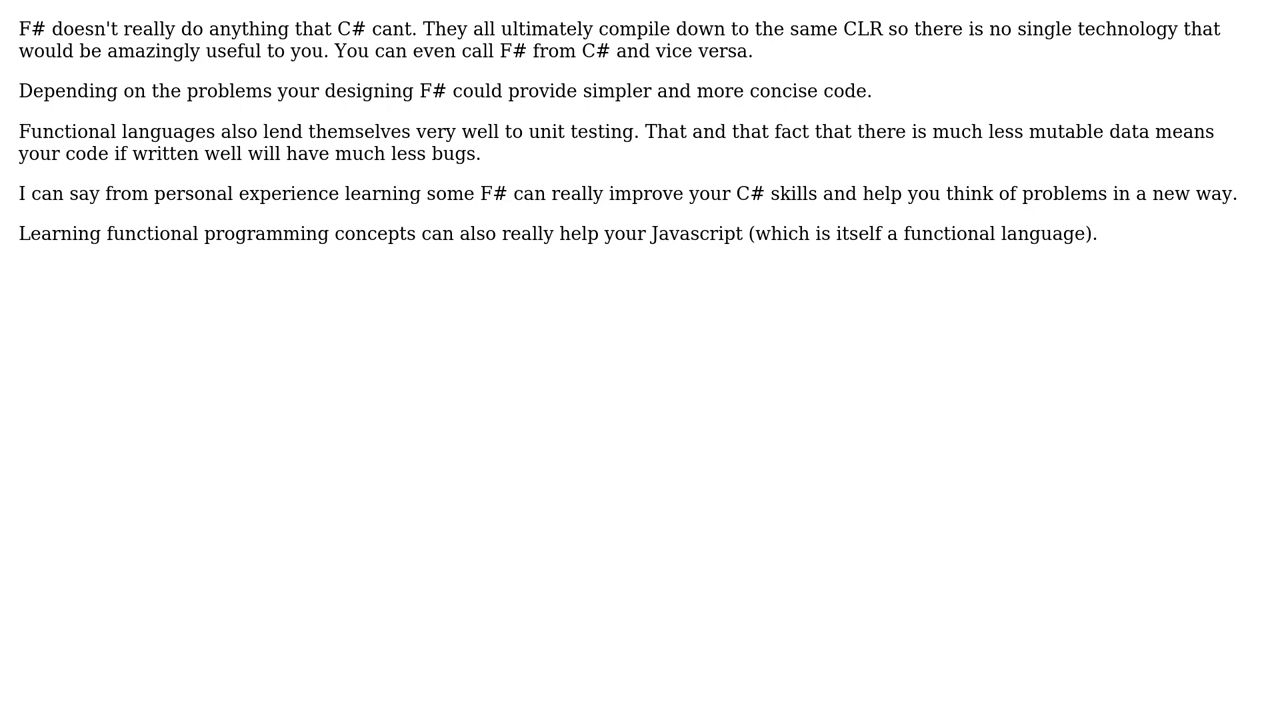 F# doesn't really do anything that C# cant. They all ultimately compile down to the same CLR so there is no single technology that
would be amazingly useful to you. You can even call F# from C# and vice versa.
Depending on the problems your designing F# could provide simpler and more concise code.
Functional languages also lend themselves very well to unit testing. That and that fact that there is much less mutable data means
your code if written well will have much less bugs.
I can say from personal experience learning some F# can really improve your C# skills and help you think of problems in a new way.
Learning functional programming concepts can also really help your Javascript (which is itself a functional language).